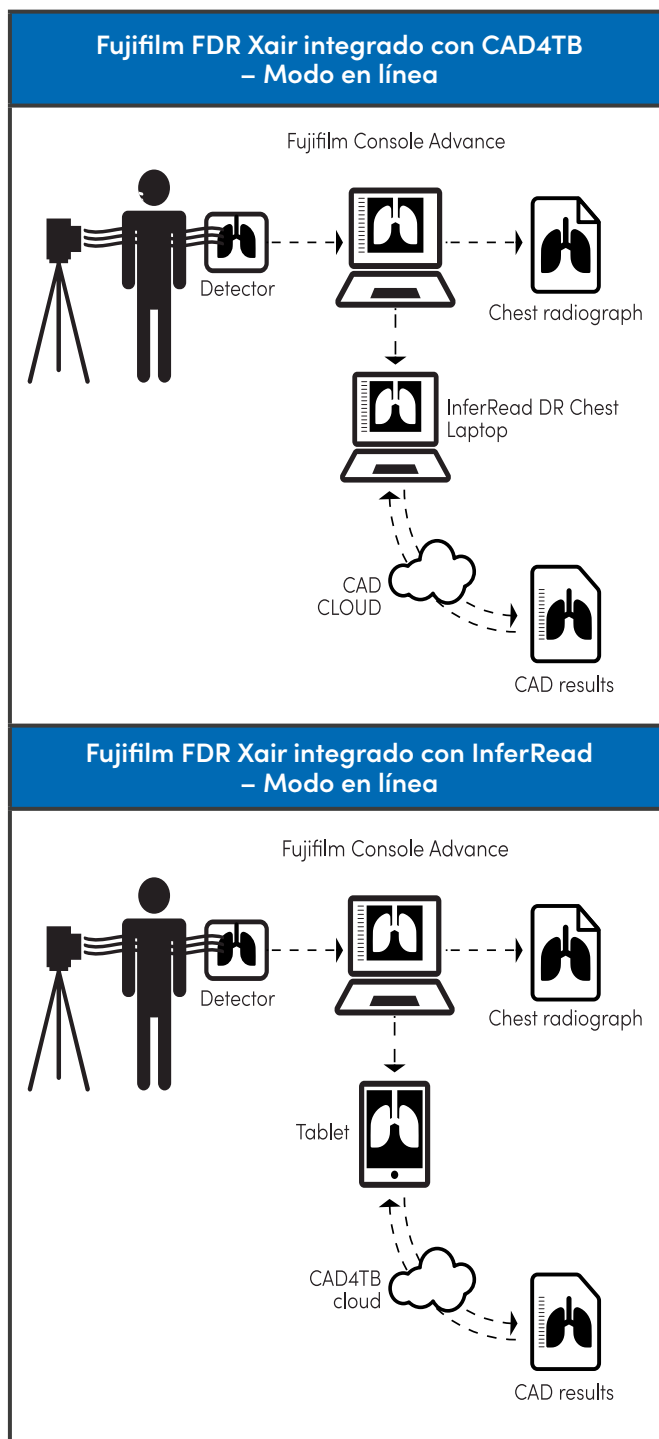 Fujifilm FDR Xair integrado con CAD4TB
– Modo en línea
Fujifilm Console Advance
Detector
Chest radiograph
InferRead DR Chest
Laptop
CAD
CLOUD
CAD results
Fujifilm FDR Xair integrado con InferRead
– Modo en línea
Fujifilm Console Advance
Detector
Chest radiograph
Tablet
CAD4TB
cloud
CAD results